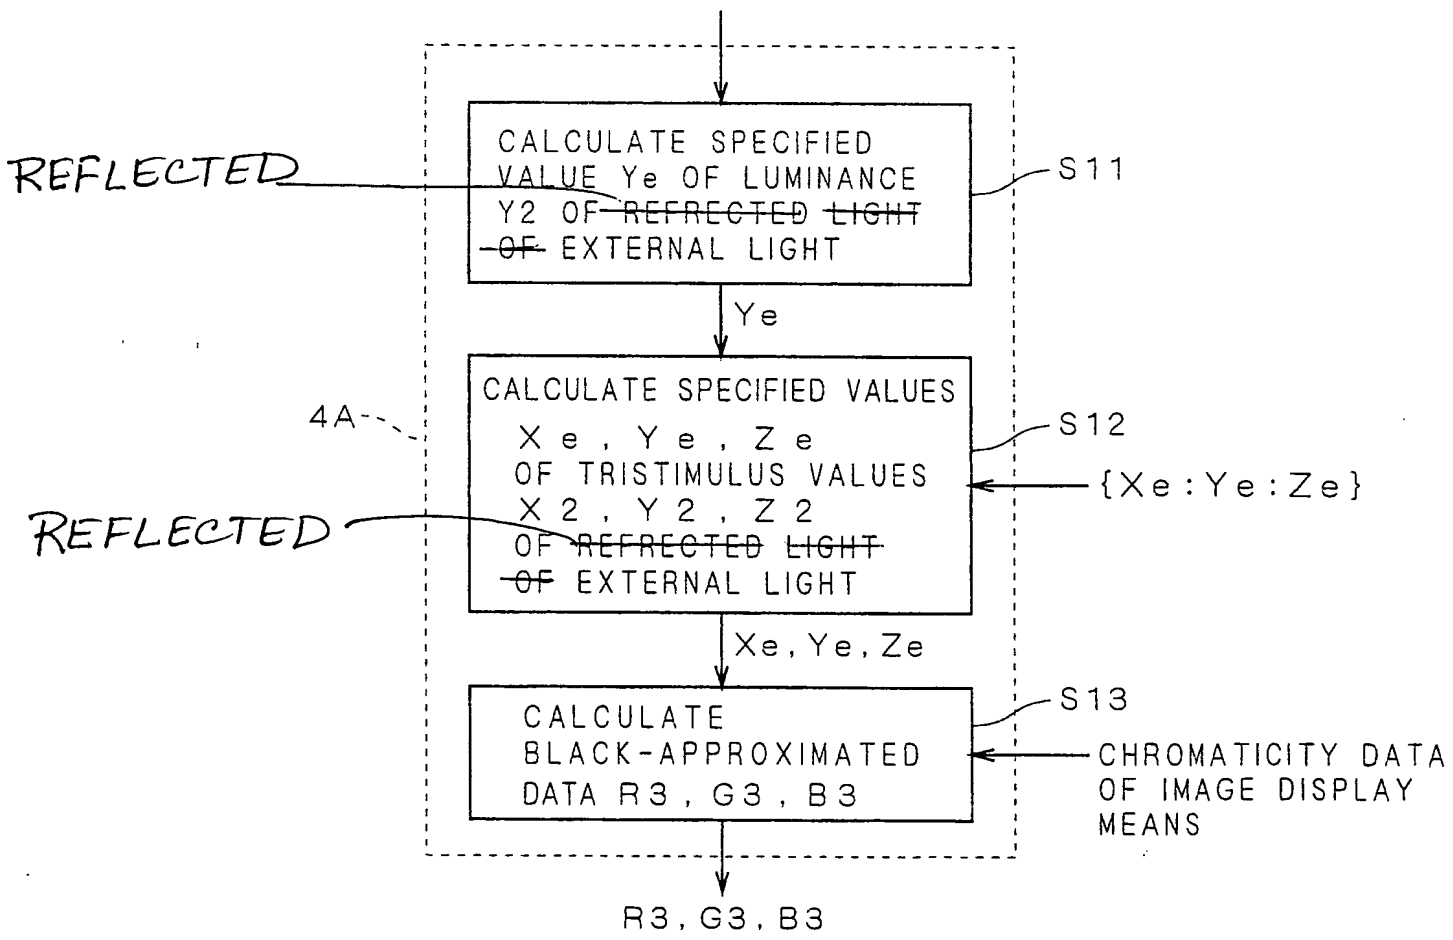 REFLECTED
CALCULATE SPECIFIED
VALUE Ye OF LUMINANCE
Y2 OF REFRECTED LIGHT
OF EXTERNAL LIGHT
S11
Ye
4A
CALCULATE SPECIFIED VALUES
Xe, Ye, Ze
OF TRISTIMULUS VALUES
X2, Y2, Z2
REFLECTED
OF REFRECTED LIGHT
OF EXTERNAL LIGHT
S12
{Xe:Ye:Ze}
Xe, Ye, Ze
CALCULATE
BLACK-APPROXIMATED
DATA R3, G3, B3
S13
CHROMATICITY DATA
OF IMAGE DISPLAY
MEANS
R3, G3, B3